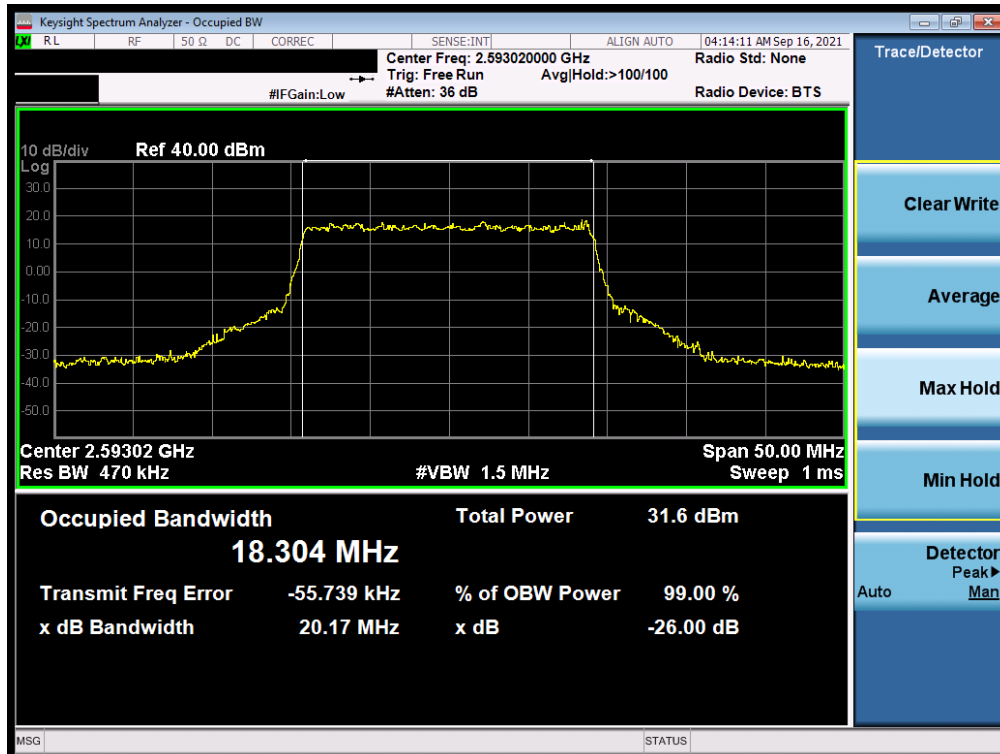 Keysight Spectrum Analyzer - Occupied BW
LXI RL RF 50 Ω DC CORREC SENSE:INT ALIGN AUTO 04:14:11 AM Sep 16, 2021
Center Freq: 2.593020000 GHz Radio Std: None
Trig: Free Run Avg|Hold:>100/100
#IFGain:Low #Atten: 36 dB Radio Device: BTS
10 dB/div Ref 40.00 dBm
Log
30.0
20.0
10.0
0.00
-10.0
-20.0
-30.0
-40.0
-50.0
Center 2.59302 GHz Span 50.00 MHz
Res BW 470 kHz #VBW 1.5 MHz Sweep 1 ms
Occupied Bandwidth Total Power 31.6 dBm
18.304 MHz
Transmit Freq Error -55.739 kHz % of OBW Power 99.00 %
x dB Bandwidth 20.17 MHz x dB -26.00 dB
MSG STATUS
Trace/Detector
Clear Write
Average
Max Hold
Min Hold
Detector
Peak▶
Auto Man